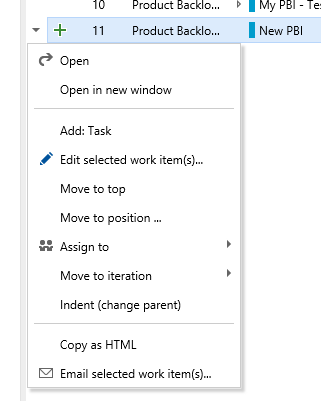 10 Product Backlo... My PBI - Tes
11 Product Backlo... New PBI
Open
Open in new window
Add: Task
Edit selected work item(s)...
Move to top
Move to position ...
Assign to
Move to iteration
Indent (change parent)
Copy as HTML
Email selected work item(s)...